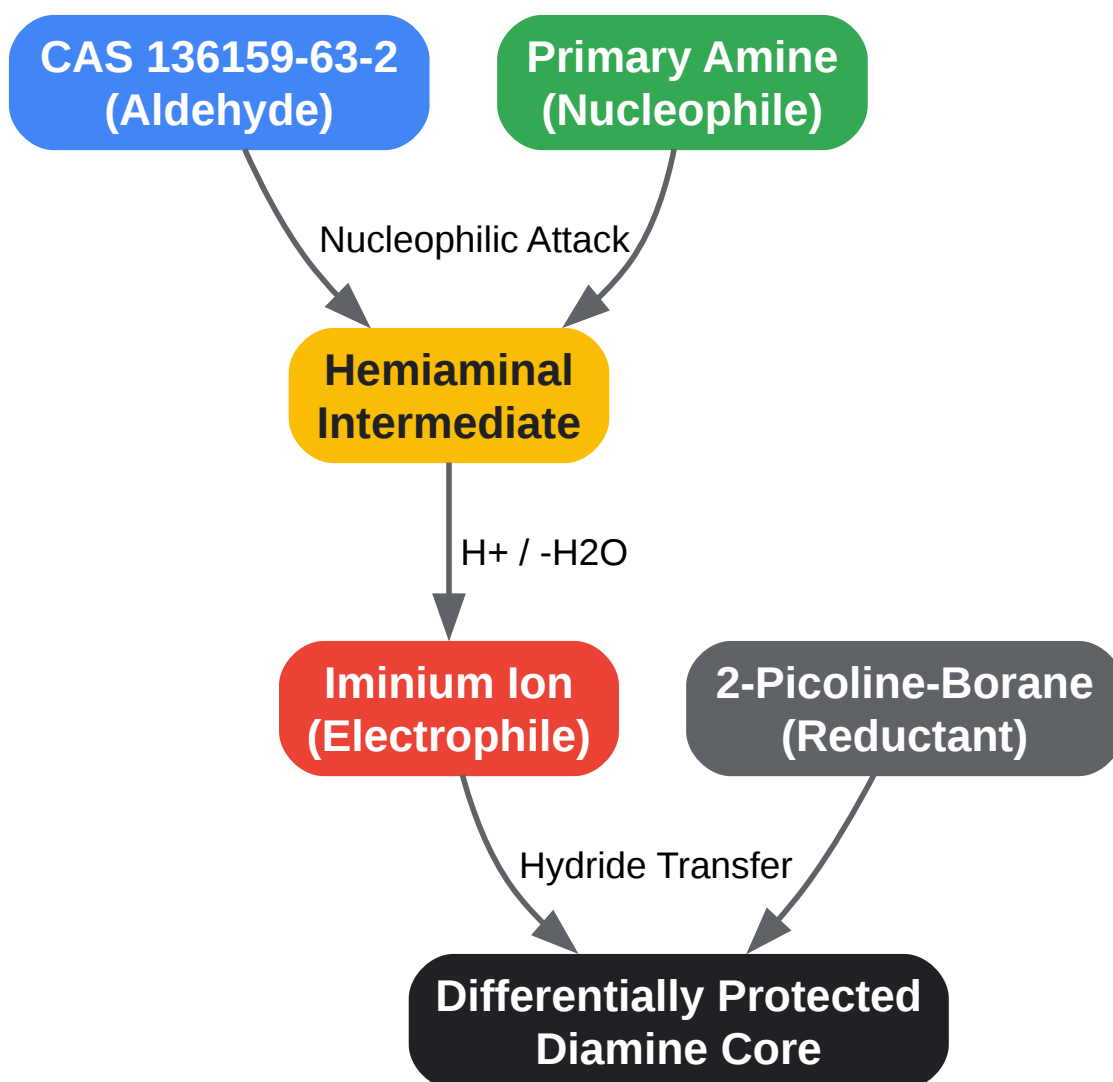 CAS 136159-63-2
(Aldehyde)
Primary Amine
(Nucleophile)
Nucleophilic Attack
Hemiaminal
Intermediate
H+ / -H2O
Iminium Ion
(Electrophile)
2-Picoline-Borane
(Reductant)
Hydride Transfer
Differentially Protected
Diamine Core